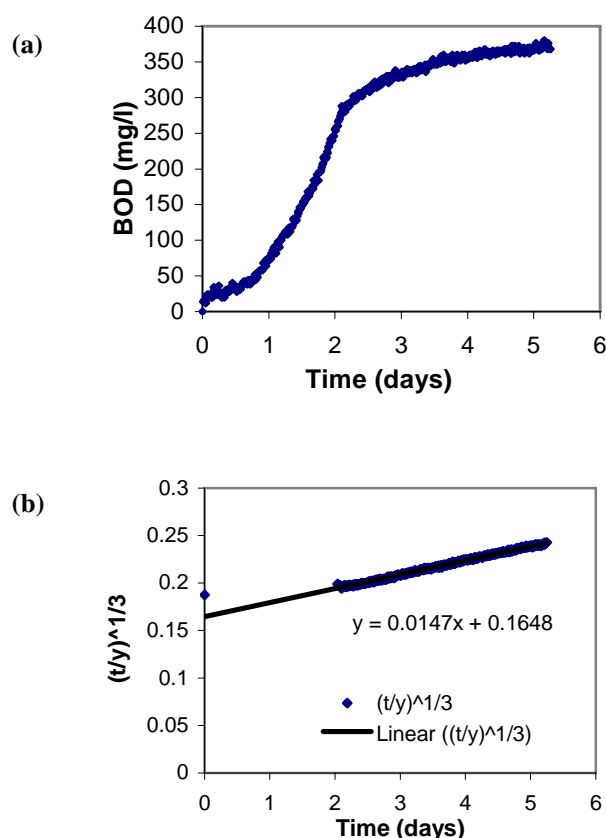 (a)
400
350
300
250
200
150
100
50
0
BOD (mg/l)
0 1 2 3 4 5 6
Time (days)
(b)
0.3
0.25
0.2
0.15
0.1
0.05
0
(t/y)^1/3
y = 0.0147x + 0.1648
(t/y)^1/3
Linear ((t/y)^1/3)
0 1 2 3 4 5 6
Time (days)